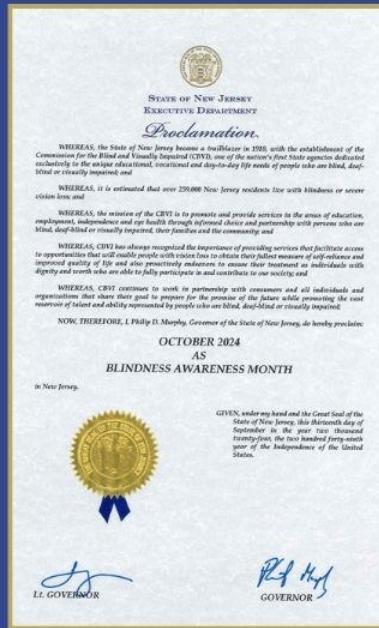 STATE OF NEW JERSEY
EXECUTIVE DEPARTMENT
Proclamation
WHEREAS, the State of New Jersey became a trailblazer in 1910, with the establishment of the
Commission for the Blind and Visually Impaired (CBVI), one of the nation's first State agencies dedicated
exclusively to the unique educational, vocational and day-to-day life needs of people who are blind, deaf-
blind or visually impaired; and
WHEREAS, it is estimated that over 259,000 New Jersey residents live with blindness or severe
vision loss; and
WHEREAS, the mission of the CBVI is to promote and provide services in the areas of education,
employment, independence and eye health through informed choice and partnership with persons who are
blind, deaf-blind or visually impaired, their families and the community; and
WHEREAS, CBVI has always recognized the importance of providing services that facilitate access
to opportunities that will enable people with vision loss to obtain their fullest measure of self-reliance and
improved quality of life and also proactively endeavors to ensure their treatment as individuals with
dignity and worth who are able to fully participate in and contribute to our society; and
WHEREAS, CBVI continues to work in partnership with consumers and all individuals and
organizations that share their goal to prepare for the promise of the future while promoting the vast
reservoir of talent and ability represented by people who are blind, deaf-blind or visually impaired;
NOW, THEREFORE, I, Philip D. Murphy, Governor of the State of New Jersey, do hereby proclaim:
OCTOBER 2024
AS
BLINDNESS AWARENESS MONTH
in New Jersey.
GIVEN, under my hand and the Great Seal of the
State of New Jersey, this thirteenth day of
September in the year two thousand
twenty-four, the two hundred forty-ninth
year of the Independence of the United
States.
Lt. GOVERNOR
GOVERNOR